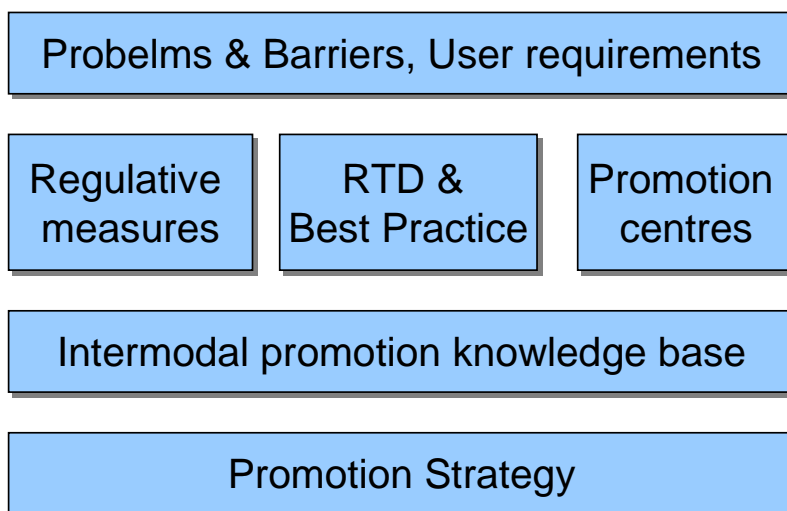 Probelms & Barriers, User requirements
Regulative
measures
RTD &
Best Practice
Promotion
centres
Intermodal promotion knowledge base
Promotion Strategy